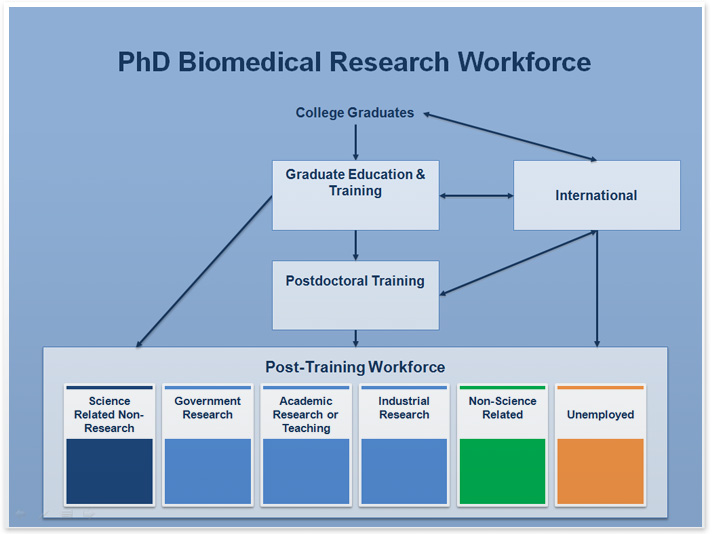 PhD Biomedical Research Workforce
College Graduates
Graduate Education &
Training
International
Postdoctoral Training
Post-Training Workforce
Science
Related Non-
Research
Government
Research
Academic
Research or
Teaching
Industrial
Research
Non-Science
Related
Unemployed